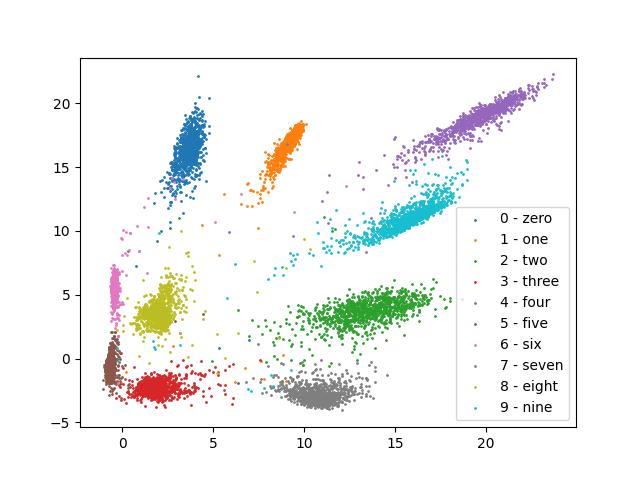 20
15
10
5
0
−5
0
5
10
15
20
0 - zero
1 - one
2 - two
3 - three
4 - four
5 - five
6 - six
7 - seven
8 - eight
9 - nine